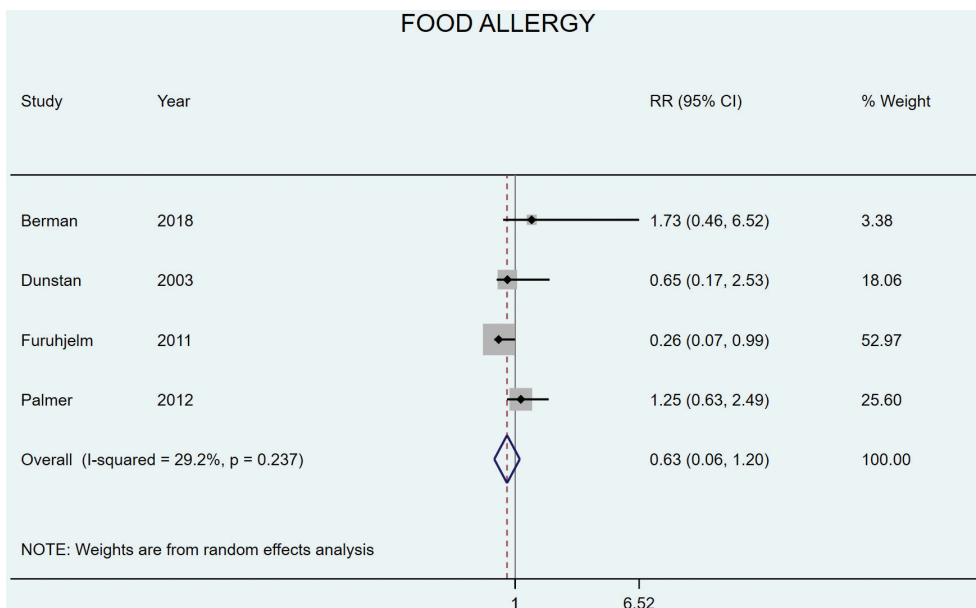 FOOD ALLERGY
Study Year RR (95% CI) % Weight
Berman 2018 1.73 (0.46, 6.52) 3.38
Dunstan 2003 0.65 (0.17, 2.53) 18.06
Furuhjelm 2011 0.26 (0.07, 0.99) 52.97
Palmer 2012 1.25 (0.63, 2.49) 25.60
Overall (I-squared = 29.2%, p = 0.237) 0.63 (0.06, 1.20) 100.00
NOTE: Weights are from random effects analysis
1 6.52